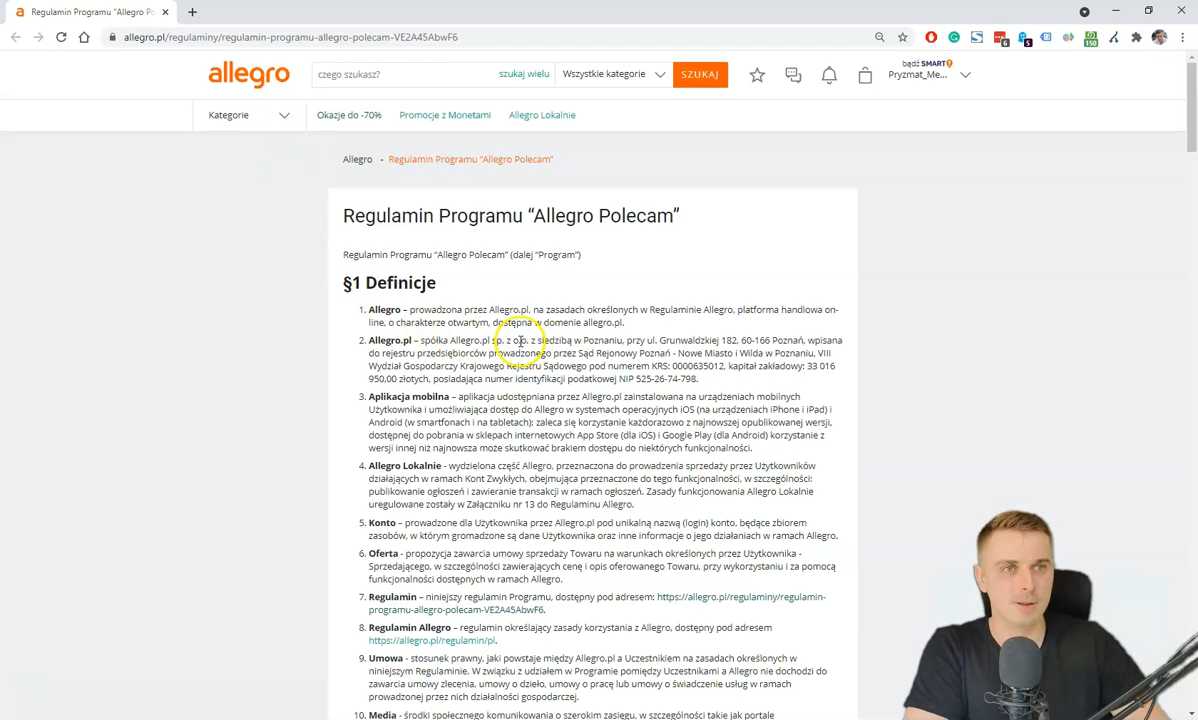 Regulamin Programu "Allegro Po
allegro.pl/regulaminy/regulamin-programu-allegro-polecam-VE2A45AbwF6
6
5
150
allegro
czego szukasz?
szukaj wielu
Wszystkie kategorie
SZUKAJ
bądź SMART!
Pryzmat_Me...
Kategorie
Okazje do -70%
Promocje z Monetami
Allegro Lokalnie
Allegro - Regulamin Programu "Allegro Polecam"
Regulamin Programu “Allegro Polecam”
Regulamin Programu “Allegro Polecam” (dalej “Program”)
§1 Definicje
1. Allegro – prowadzona przez Allegro.pl, na zasadach określonych w Regulaminie Allegro, platforma handlowa on-
line, o charakterze otwartym, dostępna w domenie allegro.pl.
2. Allegro.pl – spółka Allegro.pl sp. z o.o. z siedzibą w Poznaniu, przy ul. Grunwaldzkiej 182, 60-166 Poznań, wpisana
do rejestru przedsiębiorców prowadzonego przez Sąd Rejonowy Poznań - Nowe Miasto i Wilda w Poznaniu, VIII
Wydział Gospodarczy Krajowego Rejestru Sądowego pod numerem KRS: 0000635012, kapitał zakładowy: 33 016
950,00 złotych, posiadająca numer identyfikacji podatkowej NIP 525-26-74-798.
3. Aplikacja mobilna – aplikacja udostępniana przez Allegro.pl zainstalowana na urządzeniach mobilnych
Użytkownika i umożliwiająca dostęp do Allegro w systemach operacyjnych iOS (na urządzeniach iPhone i iPad) i
Android (w smartfonach i na tabletach); zaleca się korzystanie każdorazowo z najnowszej opublikowanej wersji,
dostępnej do pobrania w sklepach internetowych App Store (dla iOS) i Google Play (dla Android) korzystanie z
wersji innej niż najnowsza może skutkować brakiem dostępu do niektórych funkcjonalności.
4. Allegro Lokalnie - wydzielona część Allegro, przeznaczona do prowadzenia sprzedaży przez Użytkowników
działających w ramach Kont Zwykłych, obejmująca przeznaczone do tego funkcjonalności, w szczególności:
publikowanie ogłoszeń i zawieranie transakcji w ramach ogłoszeń. Zasady funkcjonowania Allegro Lokalnie
uregulowane zostały w Załączniku nr 13 do Regulaminu Allegro.
5. Konto – prowadzone dla Użytkownika przez Allegro.pl pod unikalną nazwą (login) konto, będące zbiorem
zasobów, w którym gromadzone są dane Użytkownika oraz inne informacje o jego działaniach w ramach Allegro.
6. Oferta - propozycja zawarcia umowy sprzedaży Towaru na warunkach określonych przez Użytkownika -
Sprzedającego, w szczególności zawierających cenę i opis oferowanego Towaru, przy wykorzystaniu i za pomocą
funkcjonalności dostępnych w ramach Allegro.
7. Regulamin – niniejszy regulamin Programu, dostępny pod adresem: https://allegro.pl/regulaminy/regulamin-
programu-allegro-polecam-VE2A45AbwF6.
8. Regulamin Allegro – regulamin określający zasady korzystania z Allegro, dostępny pod adresem
https://allegro.pl/regulamin/pl.
9. Umowa - stosunek prawny, jaki powstaje między Allegro.pl a Uczestnikiem na zasadach określonych w
niniejszym Regulaminie. W związku z udziałem w Programie pomiędzy Uczestnikami a Allegro nie dochodzi do
zawarcia umowy zlecenia, umowy o dzieło, umowy o pracę lub umowy o świadczenie usług w ramach
prowadzonej przez nich działalności gospodarczej.
10. Media - środki społecznego komunikowania o szerokim zasięgu, w szczególności takie jak portale